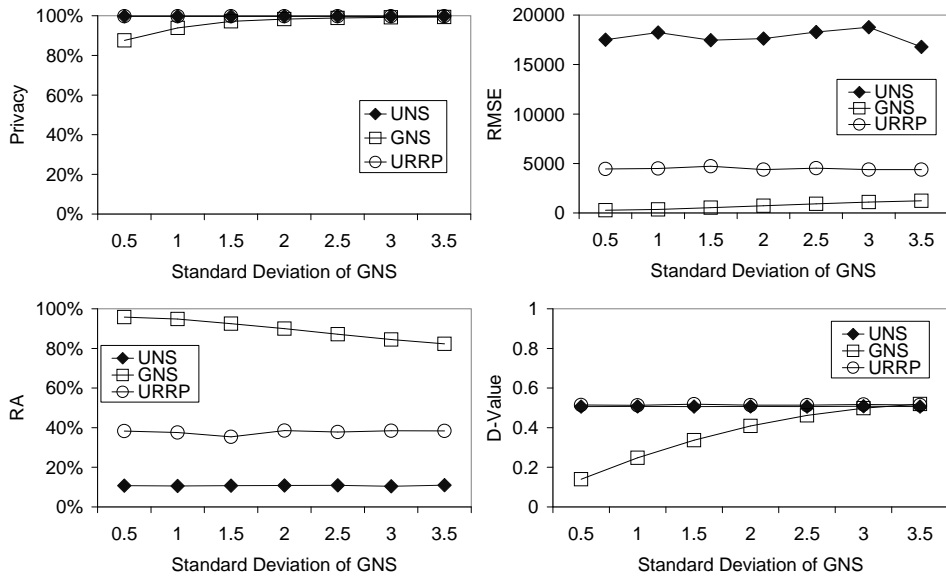 100%
80%
60%
40%
20%
0%
Privacy
UNS
GNS
URRP
0.5 1 1.5 2 2.5 3 3.5
Standard Deviation of GNS
20000
15000
10000
5000
0
RMSE
UNS
GNS
URRP
0.5 1 1.5 2 2.5 3 3.5
Standard Deviation of GNS
100%
80%
60%
40%
20%
0%
RA
UNS
GNS
URRP
0.5 1 1.5 2 2.5 3 3.5
Standard Deviation of GNS
1
0.8
0.6
0.4
0.2
0
D-Value
UNS
GNS
URRP
0.5 1 1.5 2 2.5 3 3.5
Standard Deviation of GNS